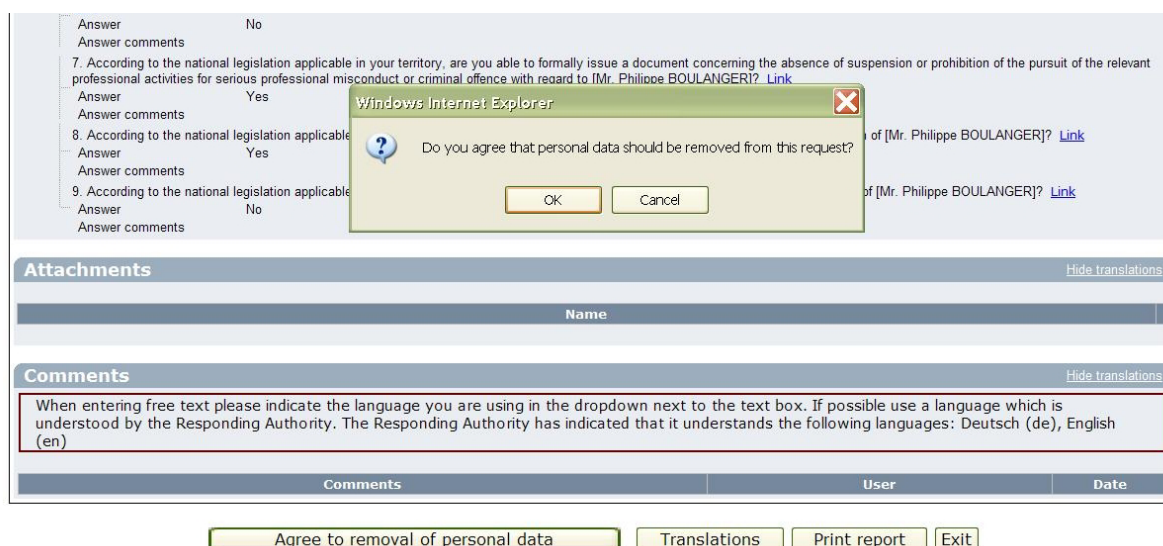 Answer No
Answer comments
7. According to the national legislation applicable in your territory, are you able to formally issue a document concerning the absence of suspension or prohibition of the pursuit of the relevant
professional activities for serious professional misconduct or criminal offence with regard to [Mr. Philippe BOULANGER]? Link
Answer Yes
Answer comments
Windows Internet Explorer
8. According to the national legislation applicable of [Mr. Philippe BOULANGER]? Link
Do you agree that personal data should be removed from this request?
Answer Yes
Answer comments
9. According to the national legislation applicable of [Mr. Philippe BOULANGER]? Link
OK Cancel
Answer No
Answer comments
Attachments Hide translations
Name
Comments Hide translations
When entering free text please indicate the language you are using in the dropdown next to the text box. If possible use a language which is
understood by the Responding Authority. The Responding Authority has indicated that it understands the following languages: Deutsch (de), English
(en)
Comments User Date
Agree to removal of personal data Translations Print report Exit